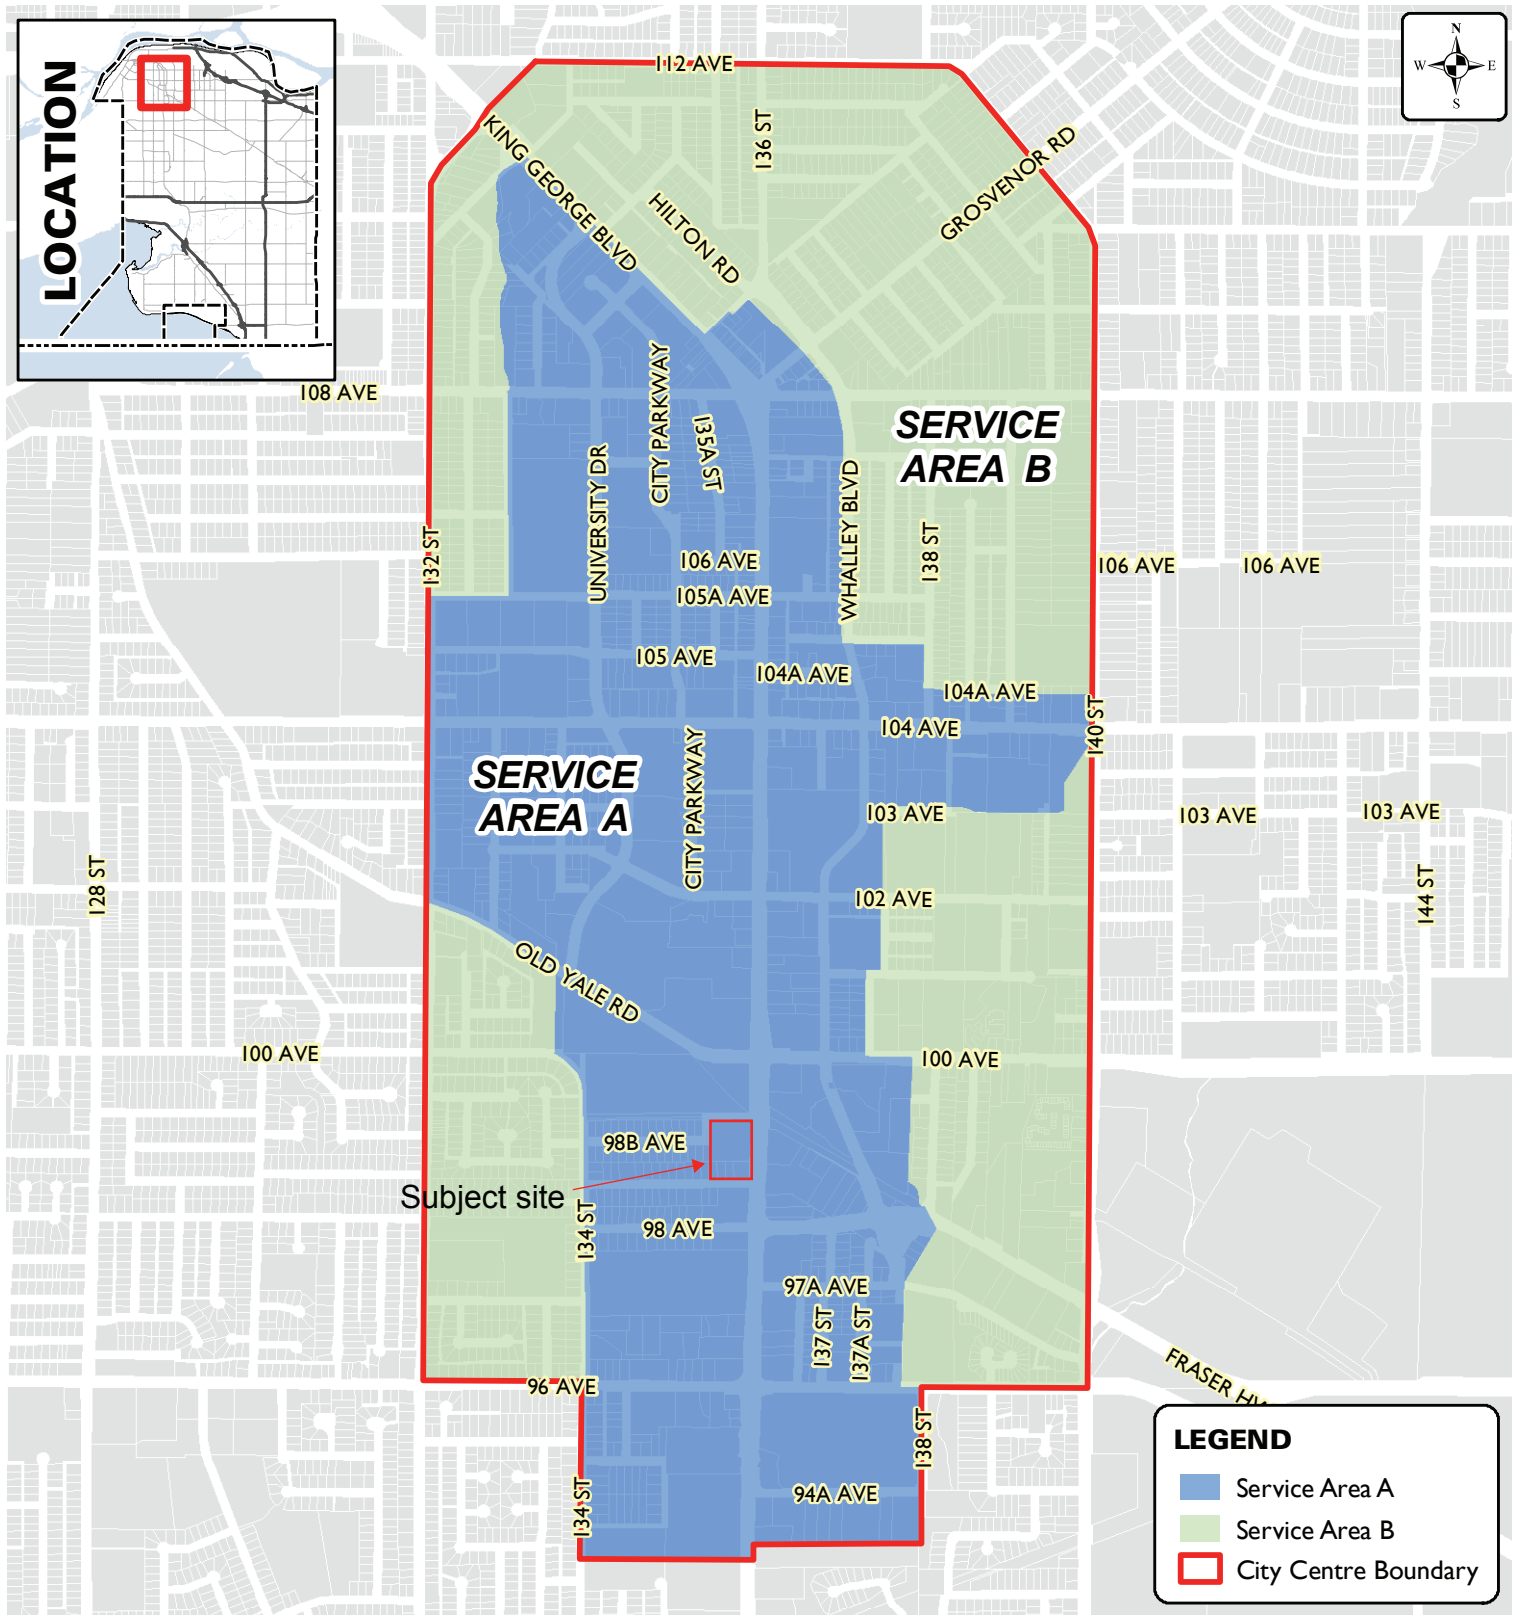 LOCATION
N
W E
S
112 AVE
136 ST
KING GEORGE BLVD
HILTON RD
GROSVENOR RD
108 AVE
CITY PARKWAY
135A ST
UNIVERSITY DR
SERVICE
AREA B
WHALLEY BLVD
138 ST
132 ST
106 AVE
106 AVE
106 AVE
105A AVE
105 AVE
104A AVE
104A AVE
104 AVE
140 ST
CITY PARKWAY
SERVICE
AREA A
103 AVE
103 AVE
103 AVE
128 ST
102 AVE
144 ST
OLD YALE RD
100 AVE
100 AVE
98B AVE
Subject site
134 ST
98 AVE
97A AVE
137 ST
137A ST
96 AVE
FRASER
138 ST
94A AVE
134 ST
LEGEND
Service Area A
Service Area B
City Centre Boundary